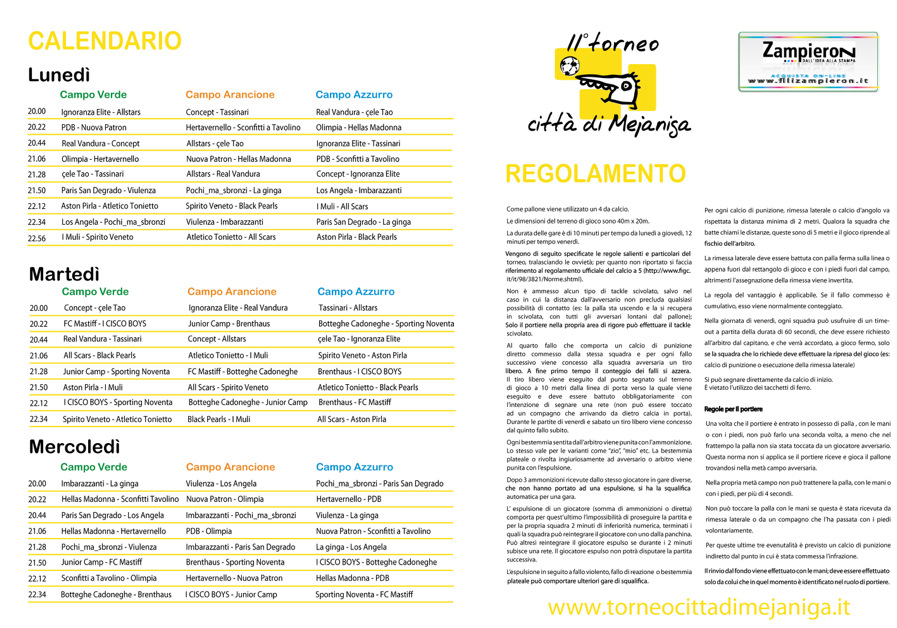 CALENDARIO
Lunedì
Campo Verde Campo Arancione Campo Azzurro
20.00 Ignoranza Elite - Allstars Concept - Tassinari Real Vandura - çele Tao
20.22 PDB - Nuova Patron Hertavernello - Sconfitti a Tavolino Olimpia - Hellas Madonna
20.44 Real Vandura - Concept Allstars - çele Tao Ignoranza Elite - Tassinari
21.06 Olimpia - Hertavernello Nuova Patron - Hellas Madonna PDB - Sconfitti a Tavolino
21.28 çele Tao - Tassinari Allstars - Real Vandura Concept - Ignoranza Elite
21.50 Paris San Degrado - Viulenza Pochi_ma_sbronzi - La ginga Los Angela - Imbarazzanti
22.12 Aston Pirla - Atletico Tonietto Spirito Veneto - Black Pearls I Muli - All Scars
22.34 Los Angela - Pochi_ma_sbronzi Viulenza - Imbarazzanti Paris San Degrado - La ginga
22.56 I Muli - Spirito Veneto Atletico Tonietto - All Scars Aston Pirla - Black Pearls
Martedì
Campo Verde Campo Arancione Campo Azzurro
20.00 Concept - çele Tao Ignoranza Elite - Real Vandura Tassinari - Allstars
20.22 FC Mastiff - I CISCO BOYS Junior Camp - Brenthaus Botteghe Cadoneghe - Sporting Noventa
20.44 Real Vandura - Tassinari Concept - Allstars çele Tao - Ignoranza Elite
21.06 All Scars - Black Pearls Atletico Tonietto - I Muli Spirito Veneto - Aston Pirla
21.28 Junior Camp - Sporting Noventa FC Mastiff - Botteghe Cadoneghe Brenthaus - I CISCO BOYS
21.50 Aston Pirla - I Muli All Scars - Spirito Veneto Atletico Tonietto - Black Pearls
22.12 I CISCO BOYS - Sporting Noventa Botteghe Cadoneghe - Junior Camp Brenthaus - FC Mastiff
22.34 Spirito Veneto - Atletico Tonietto Black Pearls - I Muli All Scars - Aston Pirla
Mercoledì
Campo Verde Campo Arancione Campo Azzurro
20.00 Imbarazzanti - La ginga Viulenza - Los Angela Pochi_ma_sbronzi - Paris San Degrado
20.22 Hellas Madonna - Sconfitti Tavolino Nuova Patron - Olimpia Hertavernello - PDB
20.44 Paris San Degrado - Los Angela Imbarazzanti - Pochi_ma_sbronzi Viulenza - La ginga
21.06 Hellas Madonna - Hertavernello PDB - Olimpia Nuova Patron - Sconfitti a Tavolino
21.28 Pochi_ma_sbronzi - Viulenza Imbarazzanti - Paris San Degrado La ginga - Los Angela
21.50 Junior Camp - FC Mastiff Brenthaus - Sporting Noventa I CISCO BOYS - Botteghe Cadoneghe
22.12 Sconfitti a Tavolino - Olimpia Hertavernello - Nuova Patron Hellas Madonna - PDB
22.34 Botteghe Cadoneghe - Brenthaus I CISCO BOYS - Junior Camp Sporting Noventa - FC Mastiff
II° torneo
città di Mejaniga
Zampieron
DALL'IDEA ALLA STAMPA
ACQUISTA ON-LINE
www.fllizampieron.it
REGOLAMENTO
Come pallone viene utilizzato un 4 da calcio.
Le dimensioni del terreno di gioco sono 40m x 20m.
La durata delle gare è di 10 minuti per tempo da lunedì a giovedì, 12
minuti per tempo venerdì.
Vengono di seguito specificate le regole salienti e particolari del
torneo, tralasciando le ovvietà; per quanto non riportato si faccia
riferimento al regolamento ufficiale del calcio a 5 (http://www.figc.
it/it/98/3821/Norme.shtml).
Non è ammesso alcun tipo di tackle scivolato, salvo nel
caso in cui la distanza dall'avversario non precluda qualsiasi
possibilità di contatto (es: la palla sta uscendo e la si recupera
in scivolata, con tutti gli avversari lontani dal pallone);
Solo il portiere nella propria area di rigore può effettuare il tackle
scivolato.
Al quarto fallo che comporta un calcio di punizione
diretto commesso dalla stessa squadra e per ogni fallo
successivo viene concesso alla squadra avversaria un tiro
libero. A fine primo tempo il conteggio dei falli si azzera.
Il tiro libero viene eseguito dal punto segnato sul terreno
di gioco a 10 metri dalla linea di porta verso la quale viene
eseguito e deve essere battuto obbligatoriamente con
l'intenzione di segnare una rete (non può essere toccato
ad un compagno che arrivando da dietro calcia in porta).
Durante le partite di venerdì e sabato un tiro libero viene concesso
dal quinto fallo subito.
Ogni bestemmia sentita dall'arbitro viene punita con l'ammonizione.
Lo stesso vale per le varianti come "zio", "mio" etc. La bestemmia
plateale o rivolta ingiuriosamente ad avversario o arbitro viene
punita con l'espulsione.
Dopo 3 ammonizioni ricevute dallo stesso giocatore in gare diverse,
che non hanno portato ad una espulsione, si ha la squalifica
automatica per una gara.
L' espulsione di un giocatore (somma di ammonizioni o diretta)
comporta per quest'ultimo l'impossibilità di proseguire la partita e
per la propria squadra 2 minuti di inferiorità numerica, terminati i
quali la squadra può reintegrare il giocatore con uno dalla panchina.
Può altresì reintegrare il giocatore espulso se durante i 2 minuti
subisce una rete. Il giocatore espulso non potrà disputare la partita
successiva.
L'espulsione in seguito a fallo violento, fallo di reazione o bestemmia
plateale può comportare ulteriori gare di squalifica.
Per ogni calcio di punizione, rimessa laterale o calcio d'angolo va
rispettata la distanza minima di 2 metri. Qualora la squadra che
batte chiami le distanze, queste sono di 5 metri e il gioco riprende al
fischio dell'arbitro.
La rimessa laterale deve essere battuta con palla ferma sulla linea o
appena fuori dal rettangolo di gioco e con i piedi fuori dal campo,
altrimenti l'assegnazione della rimessa viene invertita.
La regola del vantaggio è applicabile. Se il fallo commesso è
cumulativo, esso viene normalmente conteggiato.
Nella giornata di venerdì, ogni squadra può usufruire di un time-
out a partita della durata di 60 secondi, che deve essere richiesto
all'arbitro dal capitano, e che verrà accordato, a gioco fermo, solo
se la squadra che lo richiede deve effettuare la ripresa del gioco (es:
calcio di punizione o esecuzione della rimessa laterale)
Si può segnare direttamente da calcio di inizio.
È vietato l'utilizzo dei tacchetti di ferro.
Regole per il portiere
Una volta che il portiere è entrato in possesso di palla , con le mani
o con i piedi, non può farlo una seconda volta, a meno che nel
frattempo la palla non sia stata toccata da un giocatore avversario.
Questa norma non si applica se il portiere riceve e gioca il pallone
trovandosi nella metà campo avversaria.
Nella propria metà campo non può trattenere la palla, con le mani o
con i piedi, per più di 4 secondi.
Non può toccare la palla con le mani se questa è stata ricevuta da
rimessa laterale o da un compagno che l'ha passata con i piedi
volontariamente.
Per queste ultime tre evenutalità è previsto un calcio di punizione
indiretto dal punto in cui è stata commessa l'infrazione.
Il rinvio dal fondo viene effettuato con le mani; deve essere effettuato
solo da colui che in quel momento è identificato nel ruolo di portiere.
www.torneocittadimejaniga.it